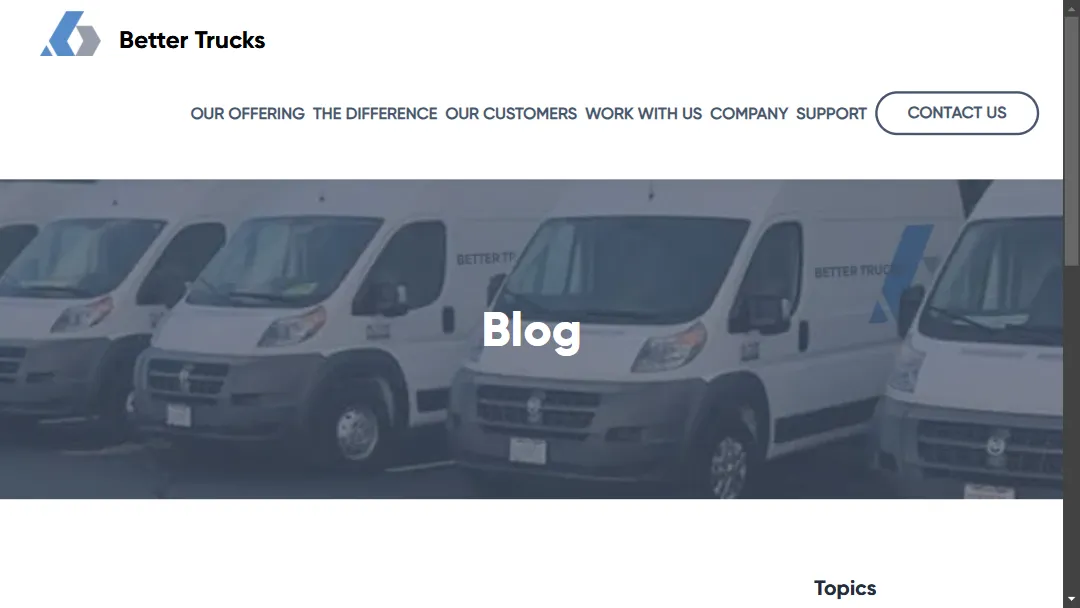 Better Trucks
OUR OFFERING THE DIFFERENCE OUR CUSTOMERS WORK WITH US COMPANY SUPPORT CONTACT US
BETTER TR
BETTER TRUCKS
Blog
Topics